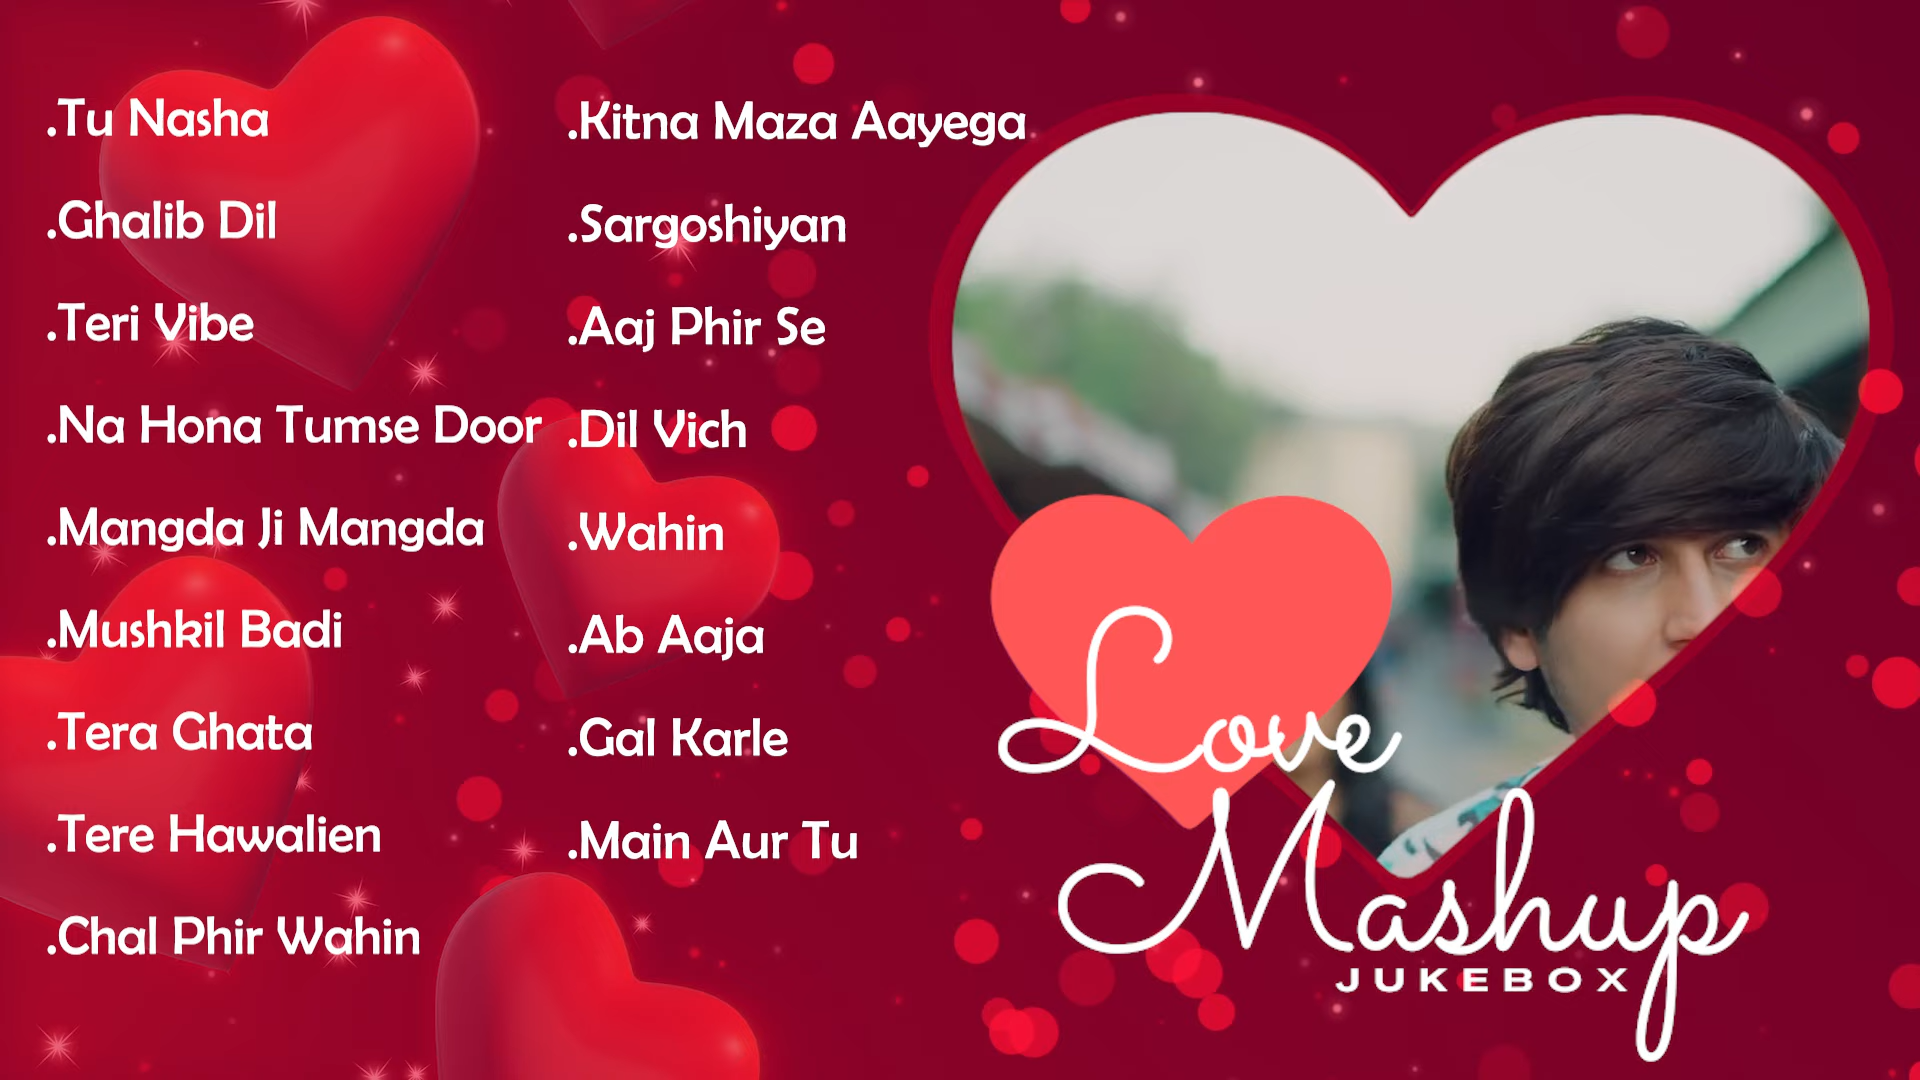 .Tu Nasha
.Ghalib Dil
.Teri Vibe
.Na Hona Tumse Door
.Mangda Ji Mangda
.Mushkil Badi
.Tera Ghata
.Tere Hawalien
.Chal Phir Wahin
.Kitna Maza Aayega
.Sargoshiyan
.Aaj Phir Se
.Dil Vich
.Wahin
.Ab Aaja
.Gal Karle
.Main Aur Tu
Love
Mashup
JUKEBOX